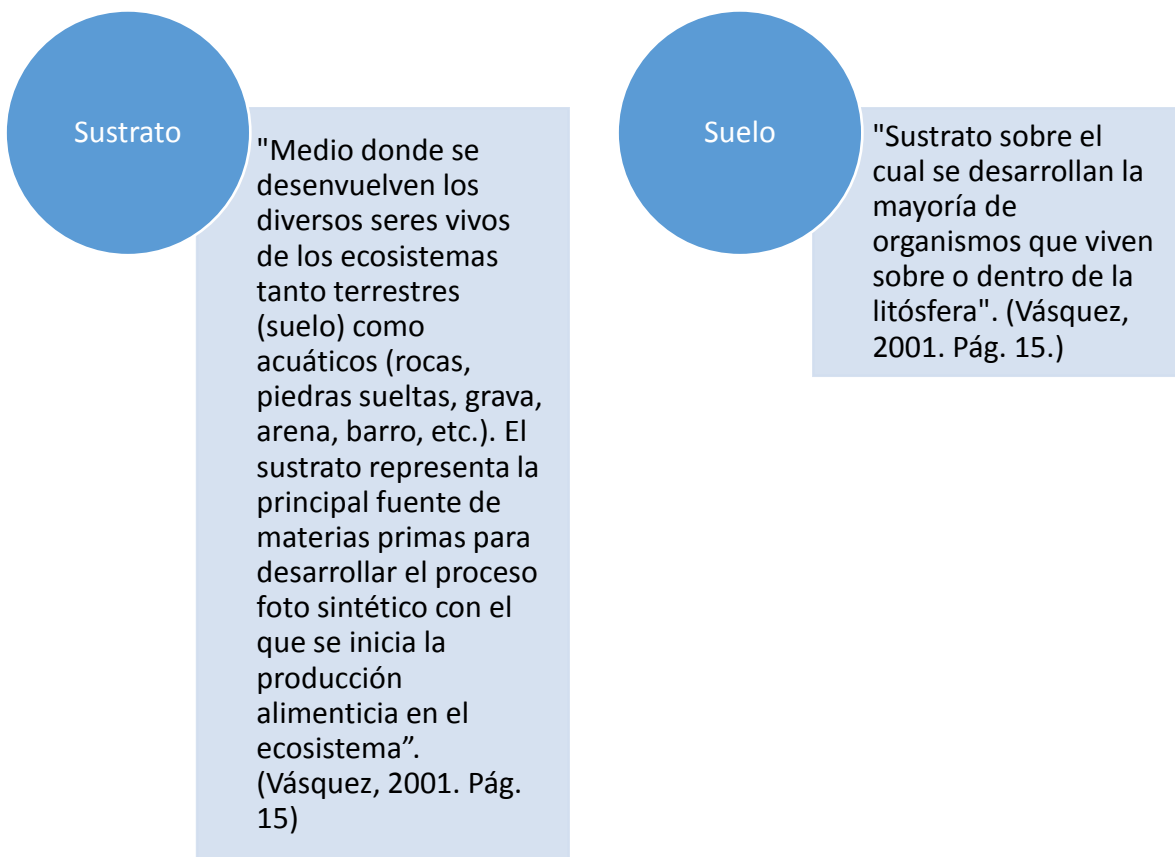 Sustrato
"Medio donde se
desenvuelven los
diversos seres vivos
de los ecosistemas
tanto terrestres
(suelo) como
acuáticos (rocas,
piedras sueltas, grava,
arena, barro, etc.). El
sustrato representa la
principal fuente de
materias primas para
desarrollar el proceso
foto sintético con el
que se inicia la
producción
alimenticia en el
ecosistema”.
(Vásquez, 2001. Pág.
15)
Suelo
"Sustrato sobre el
cual se desarrollan la
mayoría de
organismos que viven
sobre o dentro de la
litósfera". (Vásquez,
2001. Pág. 15.)